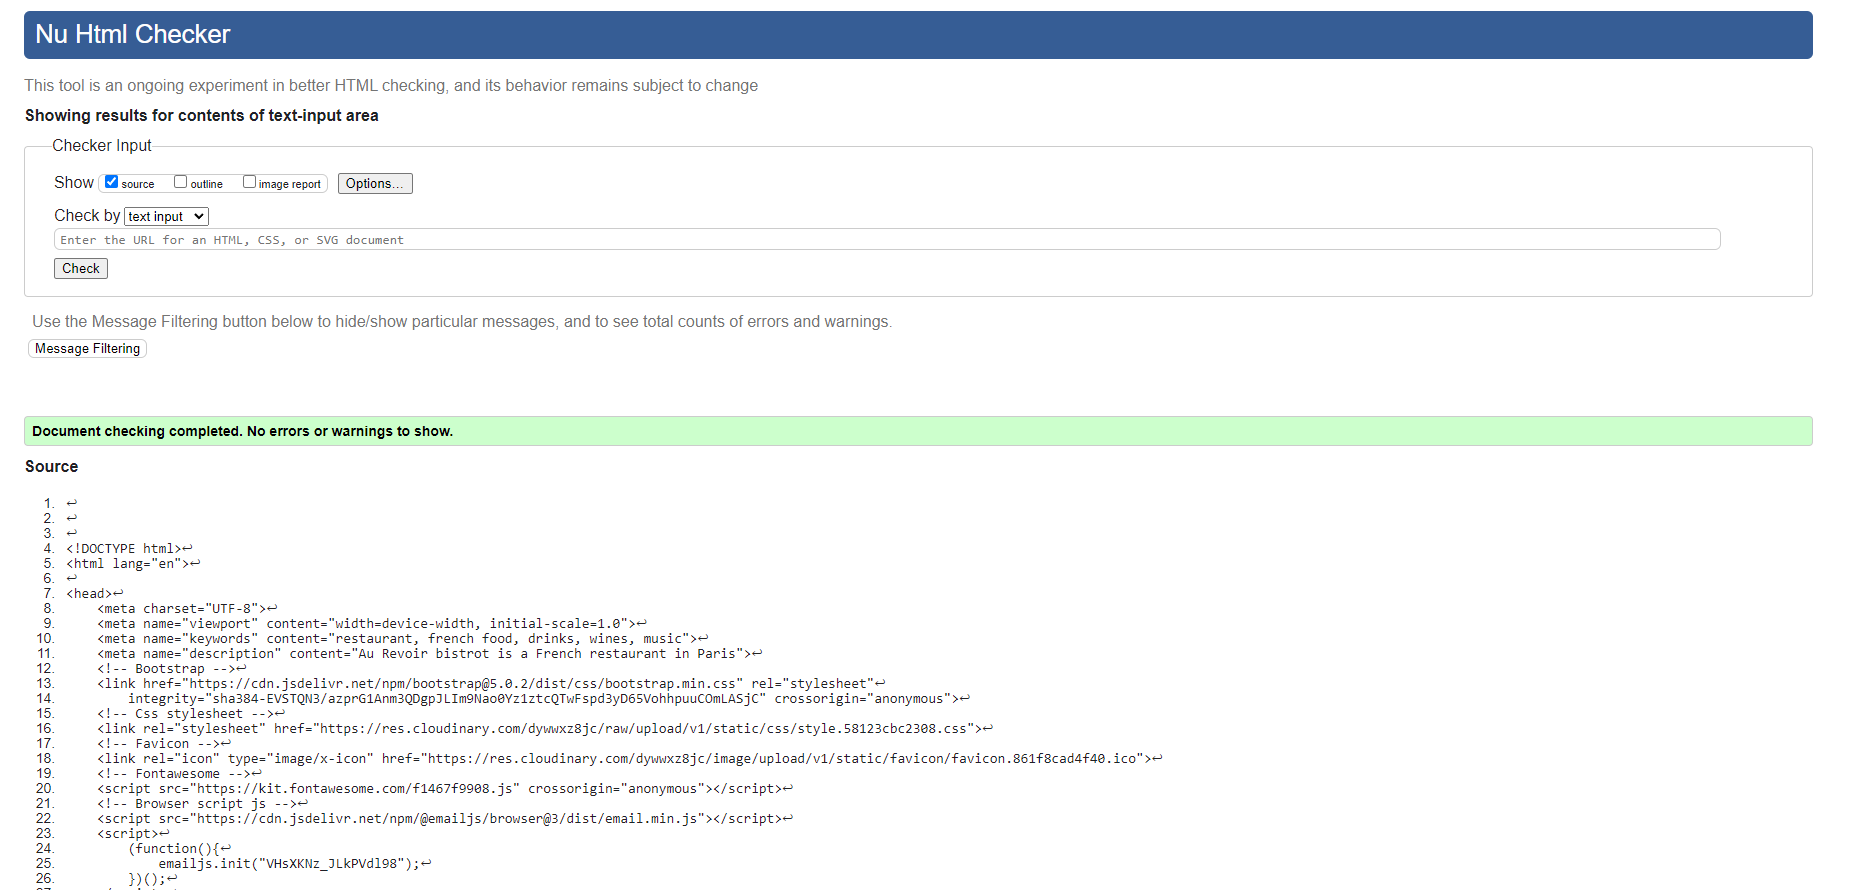 Nu Html Checker
This tool is an ongoing experiment in better HTML checking, and its behavior remains subject to change
Showing results for contents of text-input area
Checker Input
Show source outline image report Options...
Check by text input
Enter the URL for an HTML, CSS, or SVG document
Check
Use the Message Filtering button below to hide/show particular messages, and to see total counts of errors and warnings.
Message Filtering
Document checking completed. No errors or warnings to show.
Source
1. ↩
2. ↩
3. ↩
4. <!DOCTYPE html>↩
5. <html lang="en">↩
6. ↩
7. <head>↩
8. <meta charset="UTF-8">↩
9. <meta name="viewport" content="width=device-width, initial-scale=1.0">↩
10. <meta name="keywords" content="restaurant, french food, drinks, wines, music">↩
11. <meta name="description" content="Au Revoir bistrot is a French restaurant in Paris">↩
12. <!-- Bootstrap -->↩
13. <link href="https://cdn.jsdelivr.net/npm/bootstrap@5.0.2/dist/css/bootstrap.min.css" rel="stylesheet"↩
14. integrity="sha384-EVSTQN3/azprG1Anm3QDgpJLIm9Nao0Yz1ztcQTwFspd3yD65VohhpuuCOmLASjC" crossorigin="anonymous">↩
15. <!-- Css stylesheet -->↩
16. <link rel="stylesheet" href="https://res.cloudinary.com/dywwxz8jc/raw/upload/v1/static/css/style.58123cbc2308.css">↩
17. <!-- Favicon -->↩
18. <link rel="icon" type="image/x-icon" href="https://res.cloudinary.com/dywwxz8jc/image/upload/v1/static/favicon/favicon.861f8cad4f40.ico">↩
19. <!-- Fontawesome -->↩
20. <script src="https://kit.fontawesome.com/f1467f9908.js" crossorigin="anonymous"></script>↩
21. <!-- Browser script js -->↩
22. <script src="https://cdn.jsdelivr.net/npm/@emailjs/browser@3/dist/email.min.js"></script>↩
23. <script>↩
24. (function(){↩
25. emailjs.init("VHsXKNz_JLkPVdl98");↩
26. })();↩